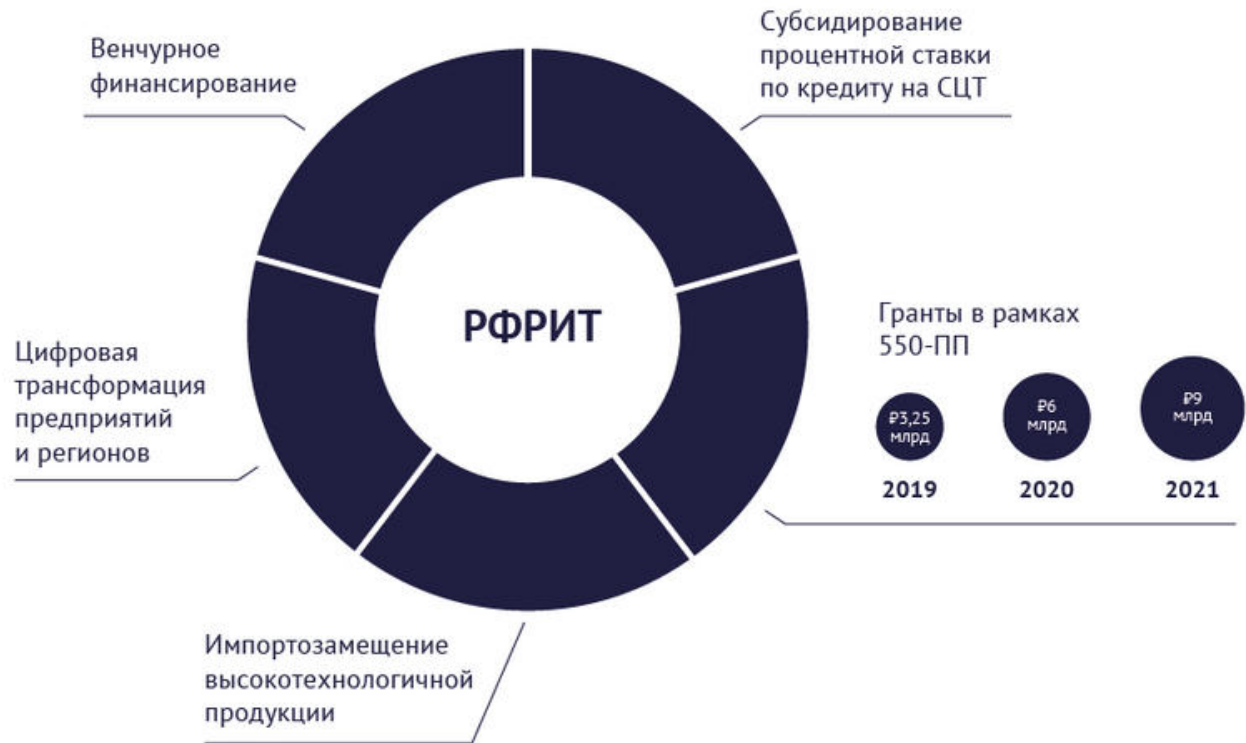 Венчурное
финансирование
Субсидирование
процентной ставки
по кредиту на СЦТ
РФРИТ
Гранты в рамках
550-ПП
₽3,25
млрд
₽6
млрд
₽9
млрд
2019
2020
2021
Цифровая
трансформация
предприятий
и регионов
Импортозамещение
высокотехнологичной
продукции